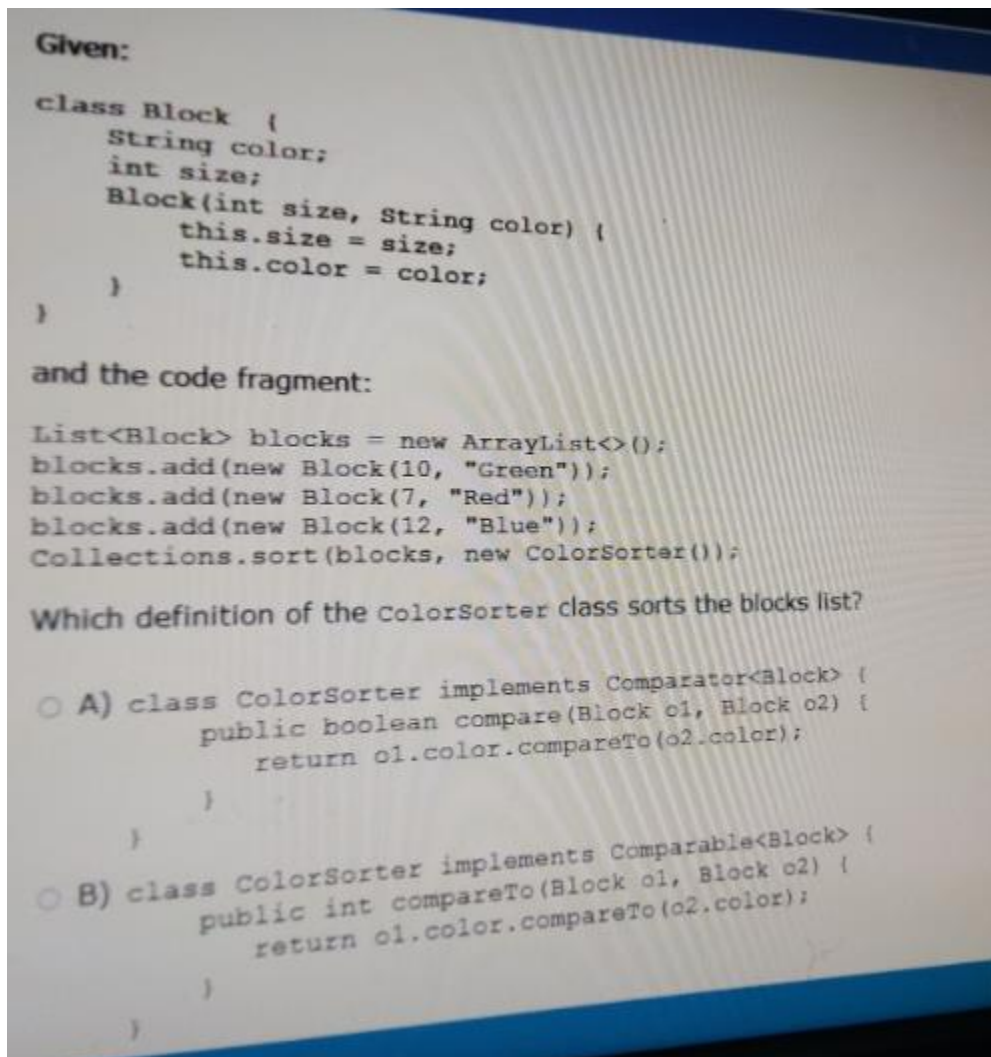 Given:
class Block {
String color;
int size;
Block(int size, String color) {
this.size = size;
this.color = color;
}
}
and the code fragment:
List<Block> blocks = new ArrayList<>();
blocks.add(new Block(10, "Green"));
blocks.add(new Block(7, "Red"));
blocks.add(new Block(12, "Blue"));
Collections.sort(blocks, new ColorSorter());
Which definition of the ColorSorter class sorts the blocks list?
A) class ColorSorter implements Comparator<Block> {
public boolean compare(Block o1, Block o2) {
return o1.color.compareTo(o2.color);
}
}
B) class ColorSorter implements Comparable<Block> {
public int compareTo(Block o1, Block o2) {
return o1.color.compareTo(o2.color);
}
}